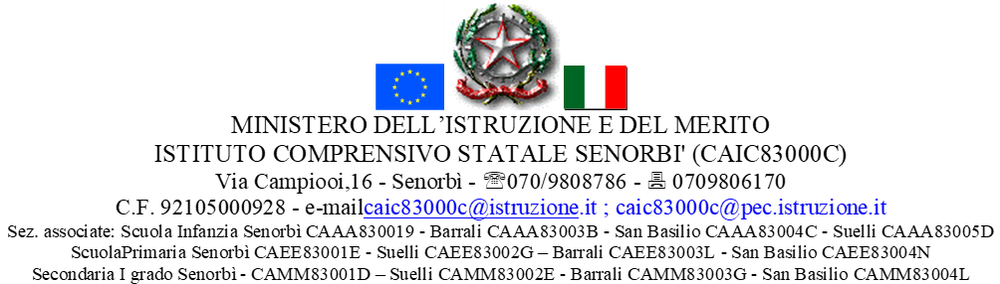 MINISTERO DELL'ISTRUZIONE E DEL MERITO
ISTITUTO COMPRENSIVO STATALE SENORBI' (CAIC83000C)
Via Campiooi,16 - Senorbì - ☏070/9808786 - 🖷 0709806170
C.F. 92105000928 - e-mailcaic83000c@istruzione.it ; caic83000c@pec.istruzione.it
Sez. associate: Scuola Infanzia Senorbì CAAA830019 - Barrali CAAA83003B - San Basilio CAAA83004C - Suelli CAAA83005D
ScuolaPrimaria Senorbì CAEE83001E - Suelli CAEE83002G – Barrali CAEE83003L - San Basilio CAEE83004N
Secondaria I grado Senorbì - CAMM83001D – Suelli CAMM83002E - Barrali CAMM83003G - San Basilio CAMM83004L